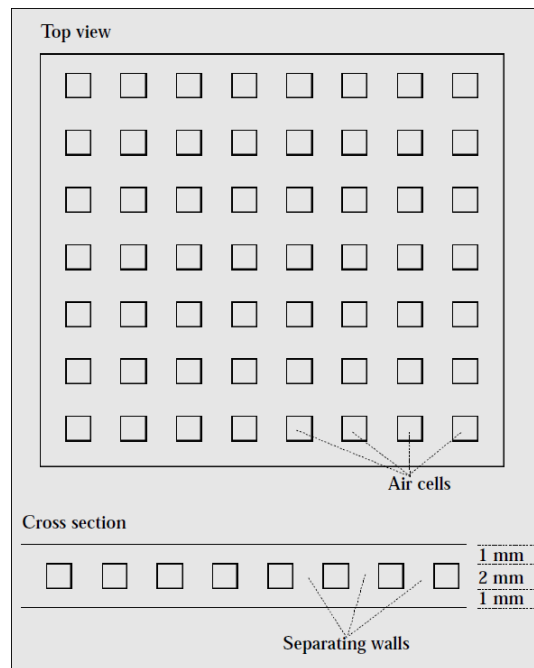 Top view
Air cells
Cross section
1 mm
2 mm
1 mm
Separating walls